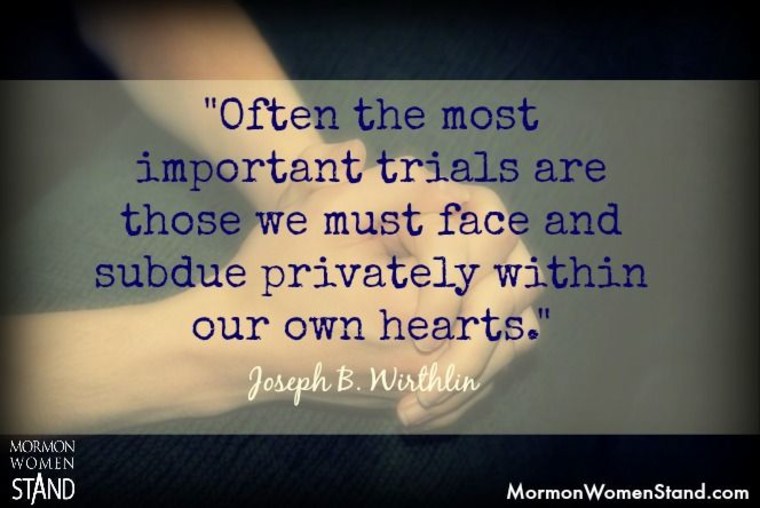 "Often the most
important trials are
those we must face and
subdue privately within
our own hearts."
Joseph B. Wirthlin
MORMON
WOMEN
STAND
MormonWomenStand.com